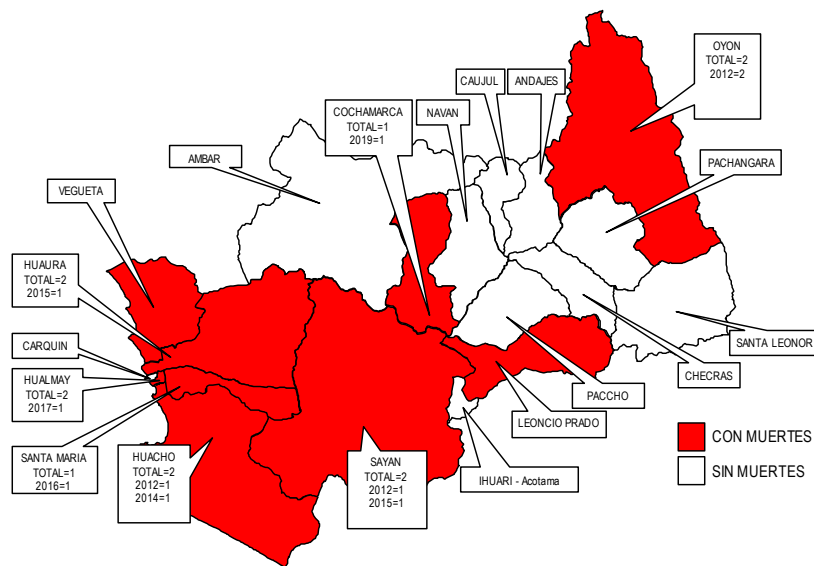 OYON
TOTAL=2
2012=2
CAUJUL
ANDAJES
COCHAMARCA
TOTAL=1
2019=1
NAVAN
AMBAR
PACHANGARA
VEGUETA
HUAURA
TOTAL=2
2015=1
CARQUIN
HUALMAY
TOTAL=2
2017=1
SANTA MARIA
TOTAL=1
2016=1
HUACHO
TOTAL=2
2012=1
2014=1
SAYAN
TOTAL=2
2012=1
2015=1
IHUARI - Acotama
LEONCIO PRADO
PACCHO
CHECRAS
SANTA LEONOR
CON MUERTES
SIN MUERTES